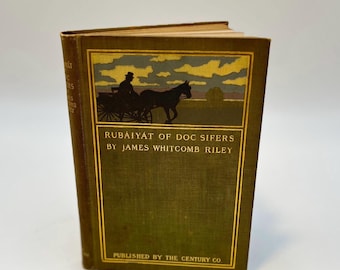 RUBÁIYÁT OF DOC SIFERS
BY JAMES WHITCOMB RILEY
PUBLISHED BY THE CENTURY CO